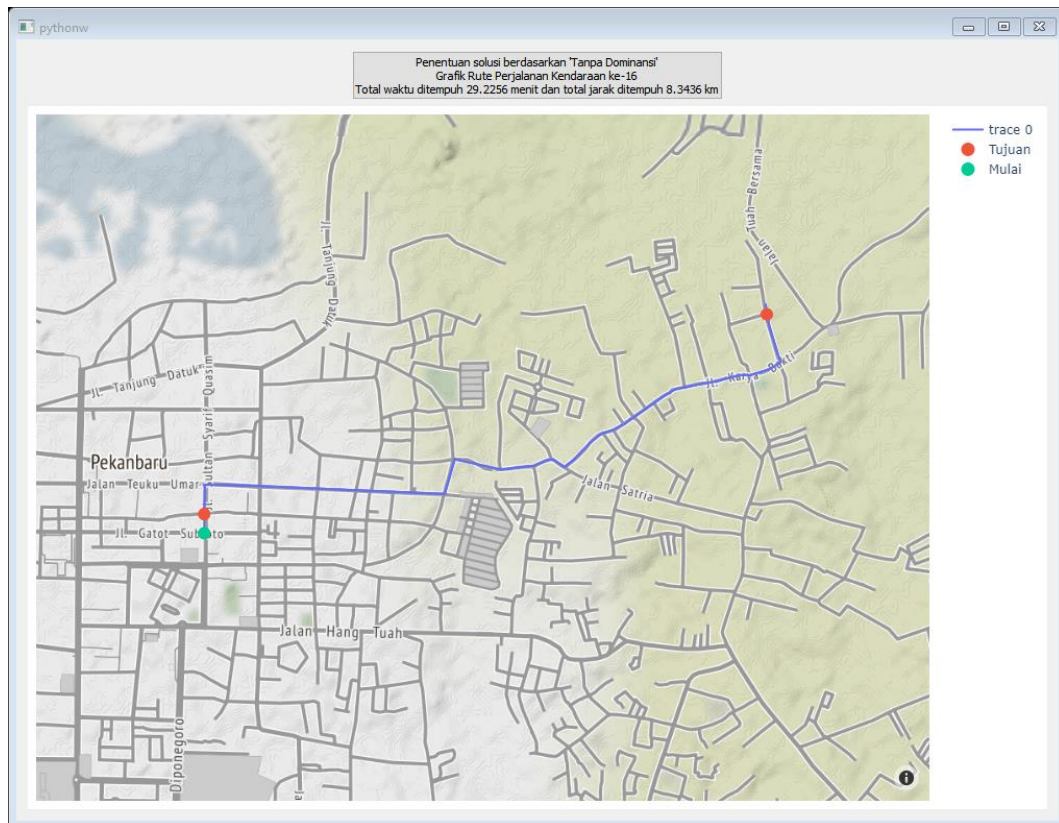 pythonw
Penentuan solusi berdasarkan 'Tanpa Dominansi'
Grafik Rute Perjalanan Kendaraan ke-16
Total waktu ditempuh 29.2256 menit dan total jarak ditempuh 8.3436 km
trace 0
Tujuan
Mulai
Jalan Tuah Bersama
Jl. Tanjung Datuk
Jl. Tanjung Datuk
Jl. Sultan Syarif Quasim
Jl. Karya Bakti
Pekanbaru
Jalan Teuku Umar
Jalan Satria
Jl. Gatot Subroto
Jalan Hang Tuah
Diponegoro